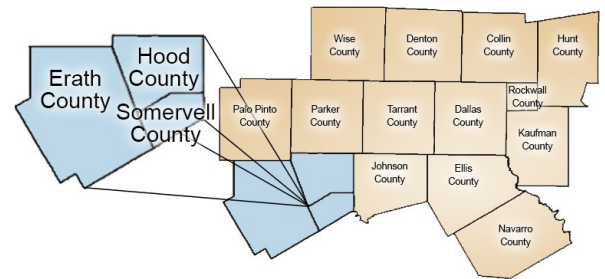 Wise
County
Denton
County
Collin
County
Hunt
County
Hood
County
Erath
County
Somervell
County
Palo Pinto
County
Parker
County
Tarrant
County
Dallas
County
Rockwall
County
Kaufman
County
Johnson
County
Ellis
County
Navarro
County